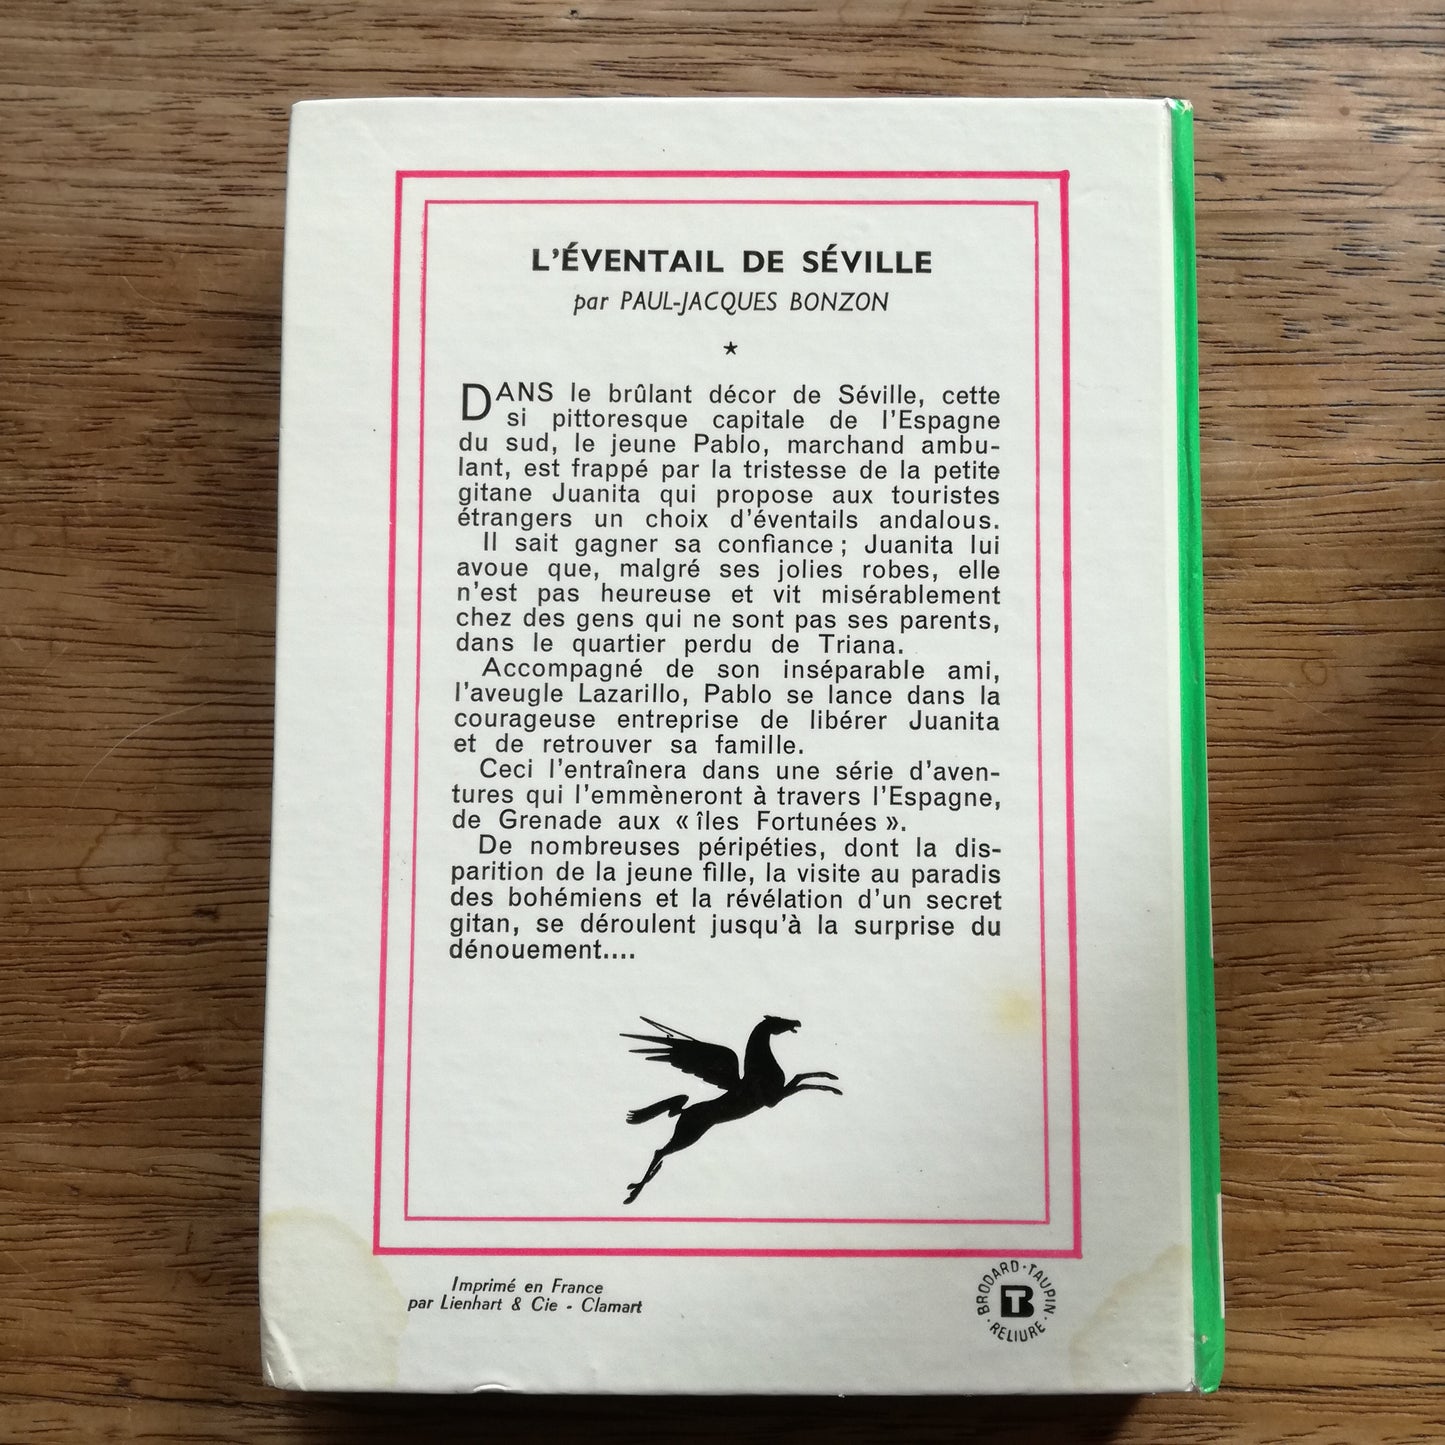 L'ÉVENTAIL DE SÉVILLE
par PAUL-JACQUES BONZON
★
DANS le brûlant décor de Séville, cette
si pittoresque capitale de l'Espagne
du sud, le jeune Pablo, marchand ambu-
lant, est frappé par la tristesse de la petite
gitane Juanita qui propose aux touristes
étrangers un choix d'éventails andalous.
Il sait gagner sa confiance ; Juanita lui
avoue que, malgré ses jolies robes, elle
n'est pas heureuse et vit misérablement
chez des gens qui ne sont pas ses parents,
dans le quartier perdu de Triana.
Accompagné de son inséparable ami,
l'aveugle Lazarillo, Pablo se lance dans la
courageuse entreprise de libérer Juanita
et de retrouver sa famille.
Ceci l'entraînera dans une série d'aven-
tures qui l'emmèneront à travers l'Espagne,
de Grenade aux « îles Fortunées ».
De nombreuses péripéties, dont la dis-
parition de la jeune fille, la visite au paradis
des bohémiens et la révélation d'un secret
gitan, se déroulent jusqu'à la surprise du
dénouement....
Imprimé en France
par Lienhart & Cie - Clamart
BRODARD · TAUPIN
BT
· RELIURE ·